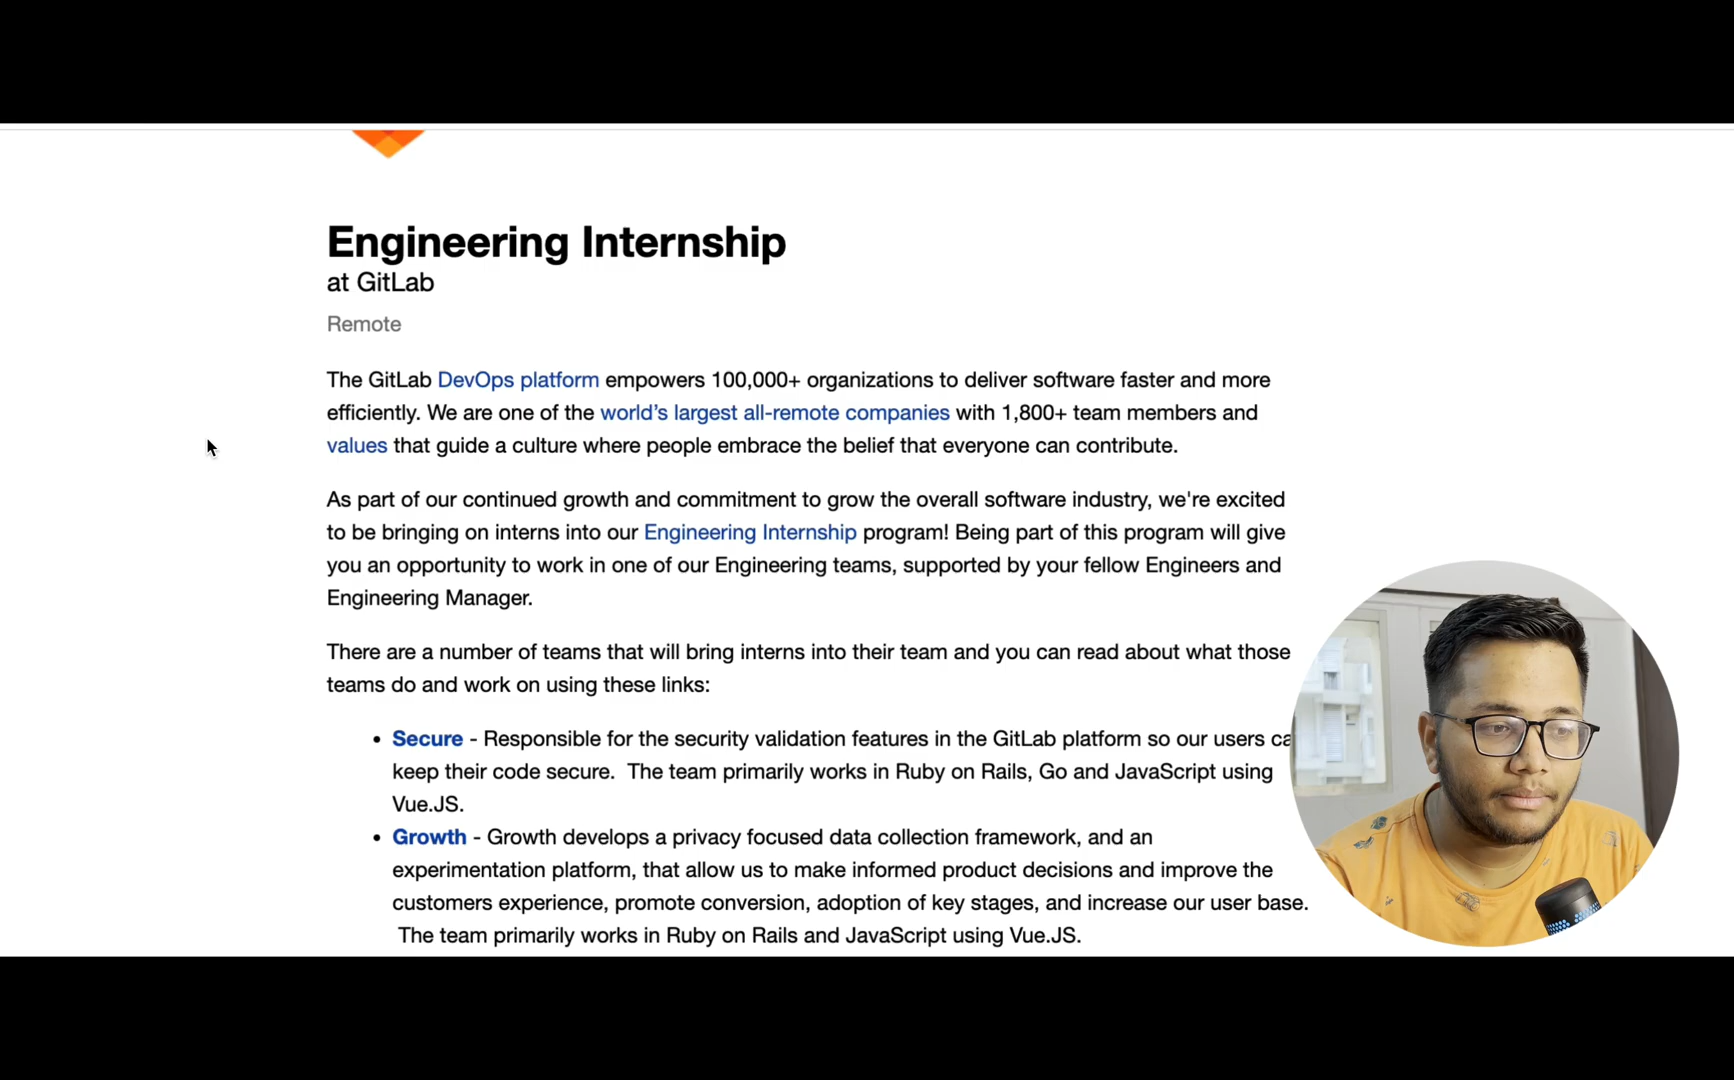 Engineering Internship
at GitLab
Remote
The GitLab DevOps platform empowers 100,000+ organizations to deliver software faster and more
efficiently. We are one of the world's largest all-remote companies with 1,800+ team members and
values that guide a culture where people embrace the belief that everyone can contribute.
As part of our continued growth and commitment to grow the overall software industry, we're excited
to be bringing on interns into our Engineering Internship program! Being part of this program will give
you an opportunity to work in one of our Engineering teams, supported by your fellow Engineers and
Engineering Manager.
There are a number of teams that will bring interns into their team and you can read about what those
teams do and work on using these links:
• Secure - Responsible for the security validation features in the GitLab platform so our users ca
keep their code secure. The team primarily works in Ruby on Rails, Go and JavaScript using
Vue.JS.
• Growth - Growth develops a privacy focused data collection framework, and an
experimentation platform, that allow us to make informed product decisions and improve the
customers experience, promote conversion, adoption of key stages, and increase our user base.
The team primarily works in Ruby on Rails and JavaScript using Vue.JS.